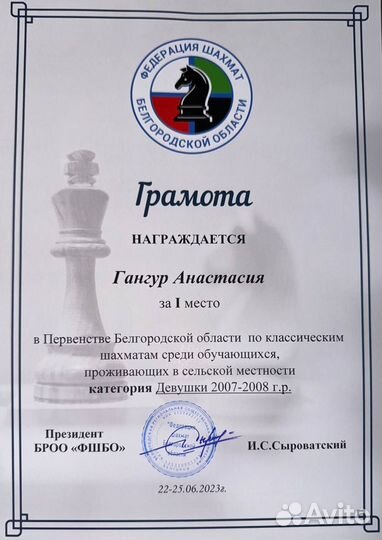 ФЕДЕРАЦИЯ ШАХМАТ
БЕЛГОРОДСКОЙ ОБЛАСТИ
Грамота
НАГРАЖДАЕТСЯ
Гангур Анастасия
за I место
в Первенстве Белгородской области по классическим
шахматам среди обучающихся,
проживающих в сельской местности
категория Девушки 2007-2008 г.р.
Президент
БРОО «ФШБО»
И.С.Сыроватский
22-25.06.2023г.
Avito